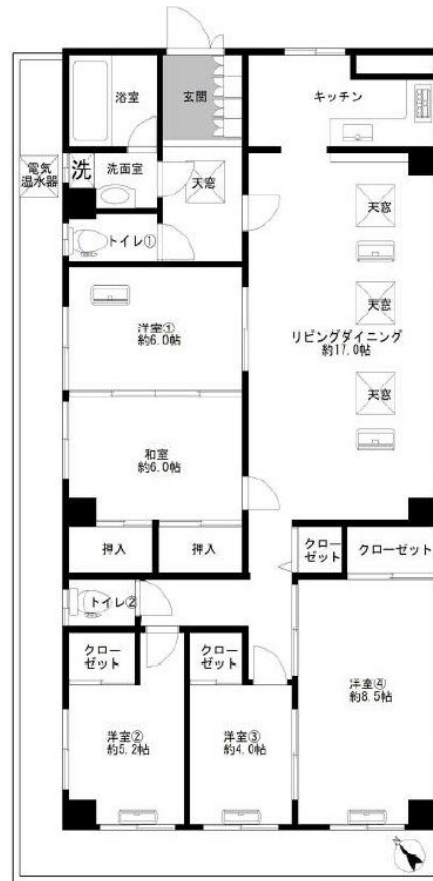 浴室
玄関
キッチン
電気
温水器
洗
洗面室
天窓
トイレ①
天窓
洋室①
約6.0帖
天窓
リビングダイニング
約17.0帖
天窓
和室
約6.0帖
押入
押入
クロー
ゼット
クローゼット
トイレ②
クロー
ゼット
クロー
ゼット
洋室②
約5.2帖
洋室③
約4.0帖
洋室④
約8.5帖